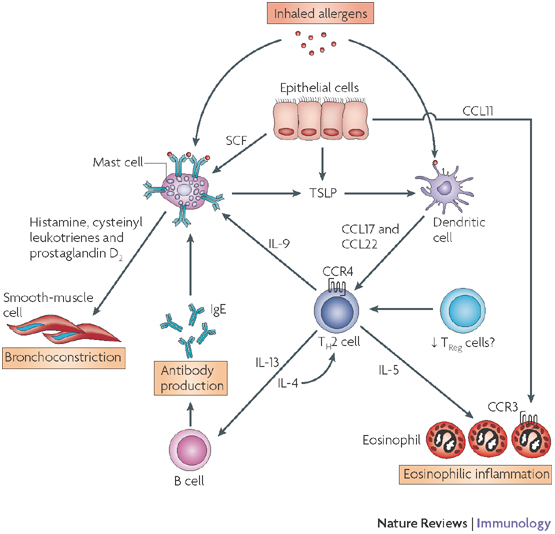 Inhaled allergens
Epithelial cells
CCL11
SCF
Mast cell
TSLP
Dendritic
cell
Histamine, cysteinyl
leukotrienes and
prostaglandin D2
IL-9
CCL17 and
CCL22
CCR4
Smooth-muscle
cell
Bronchoconstriction
IgE
TH2 cell
↓ TReg cells?
Antibody
production
IL-13
IL-4
IL-5
CCR3
Eosinophil
B cell
Eosinophilic inflammation
Nature Reviews | Immunology